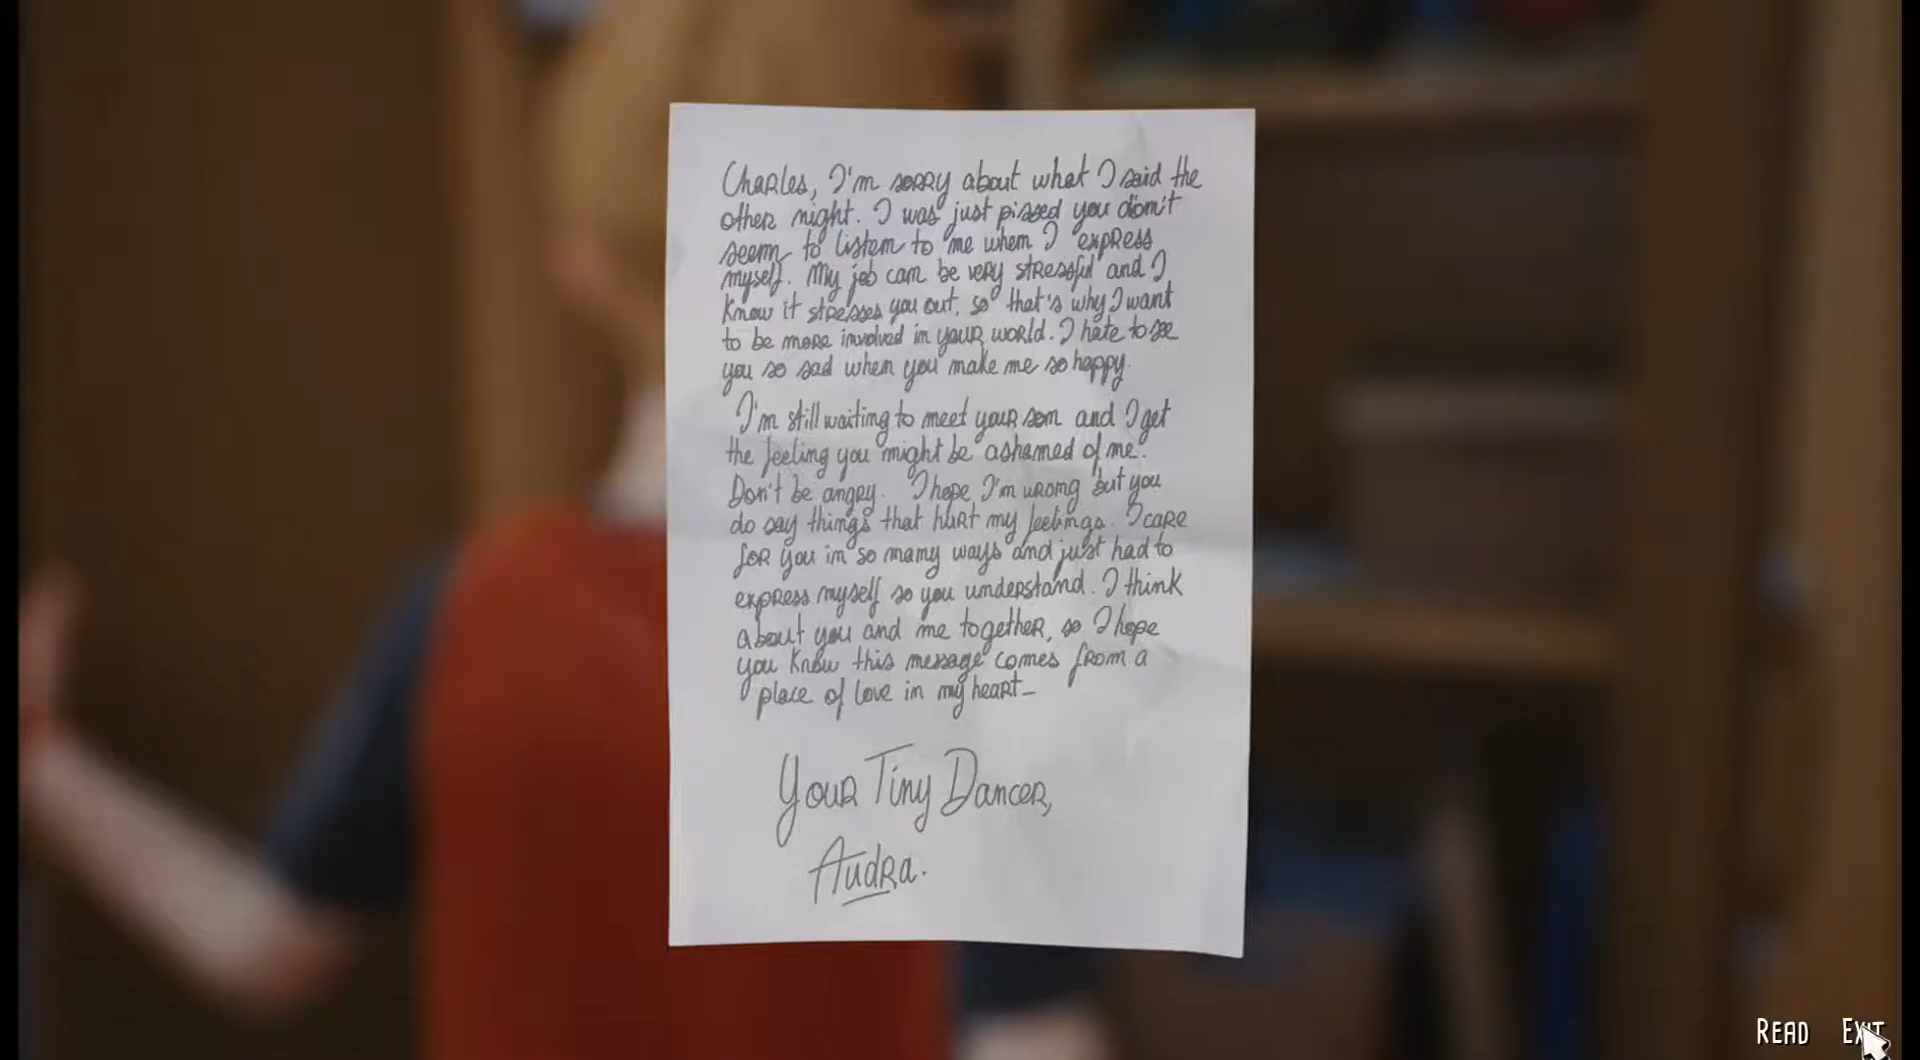 Charles, I'm sorry about what I said the
other night. I was just pissed you don't
seem to listen to me when I express
myself. My job can be very stressful and I
know it stresses you out, so that's why I want
to be more involved in your world. I hate to see
you so sad when you make me so happy.
I'm still waiting to meet your son and I get
the feeling you might be ashamed of me.
Don't be angry. I hope I'm wrong but you
do say things that hurt my feelings. I care
for you in so many ways and just had to
express myself so you understand. I think
about you and me together, so I hope
you know this message comes from a
place of love in my heart—
Your Tiny Dancer,
Audra.
READ EXIT